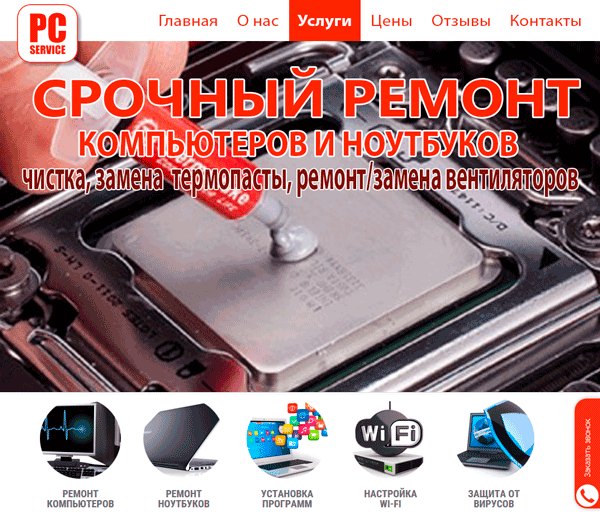 PC
SERVICE
Главная О нас Услуги Цены Отзывы Контакты
СРОЧНЫЙ РЕМОНТ
КОМПЬЮТЕРОВ И НОУТБУКОВ
чистка, замена термопасты, ремонт/замена вентиляторов
Wi Fi
РЕМОНТ
КОМПЬЮТЕРОВ
РЕМОНТ
НОУТБУКОВ
УСТАНОВКА
ПРОГРАММ
НАСТРОЙКА
WI-FI
ЗАЩИТА ОТ
ВИРУСОВ
Заказать звонок